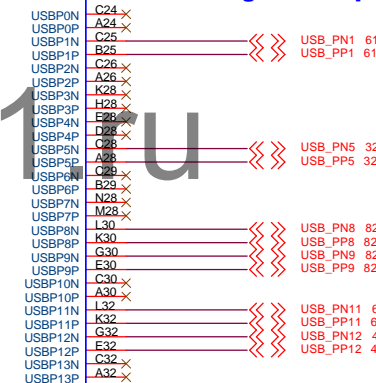 USBP0N C24
USBP0P A24
USBP1N C25 USB_PN1 61
USBP1P B25 USB_PP1 61
USBP2N C26
USBP2P A26
USBP3N K28
USBP3P H28
USBP4N E28
USBP4P D28
USBP5N C28 USB_PN5 32
USBP5P A28 USB_PP5 32
USBP6N C29
USBP6P B29
USBP7N N28
USBP7P M28
USBP8N L30 USB_PN8 82
USBP8P K30 USB_PP8 82
USBP9N G30 USB_PN9 82
USBP9P E30 USB_PP9 82
USBP10N C30
USBP10P A30
USBP11N L32 USB_PN11 6
USBP11P K32 USB_PP11 6
USBP12N G32 USB_PN12 4
USBP12P E32 USB_PP12 4
USBP13N C32
USBP13P A32
1.ru